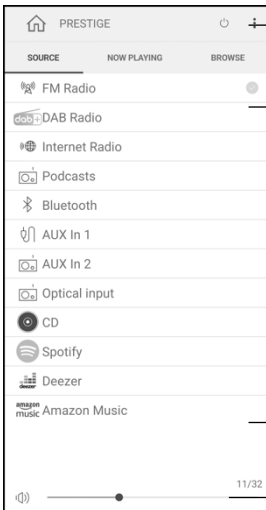 PRESTIGE
SOURCE NOW PLAYING BROWSE
FM Radio
dab+ DAB Radio
Internet Radio
Podcasts
Bluetooth
AUX In 1
AUX In 2
Optical input
CD
Spotify
deezer Deezer
amazon music Amazon Music
11/32